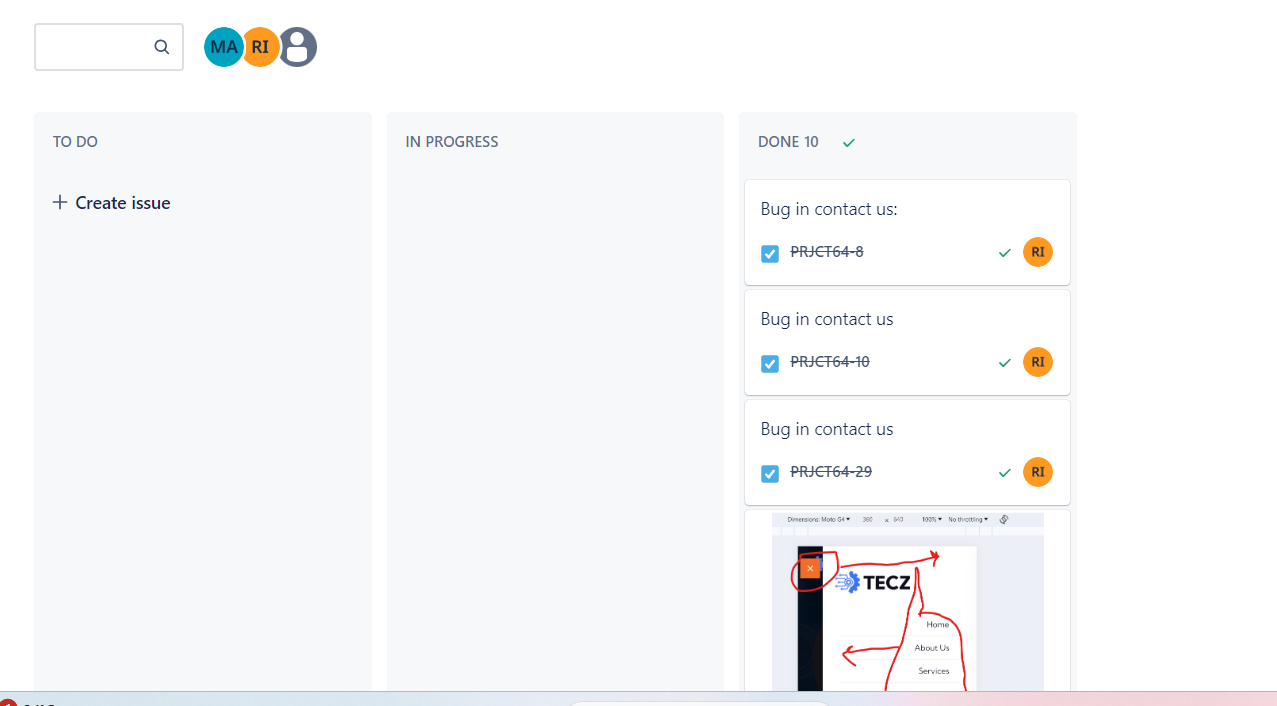 MA RI
TO DO
IN PROGRESS
DONE 10
+ Create issue
Bug in contact us:
PRJCT64-8
RI
Bug in contact us
PRJCT64-10
RI
Bug in contact us
PRJCT64-29
RI
Dimensions: Moto G4 360 x 640 100% No throttling
TECZ
Home
About Us
Services